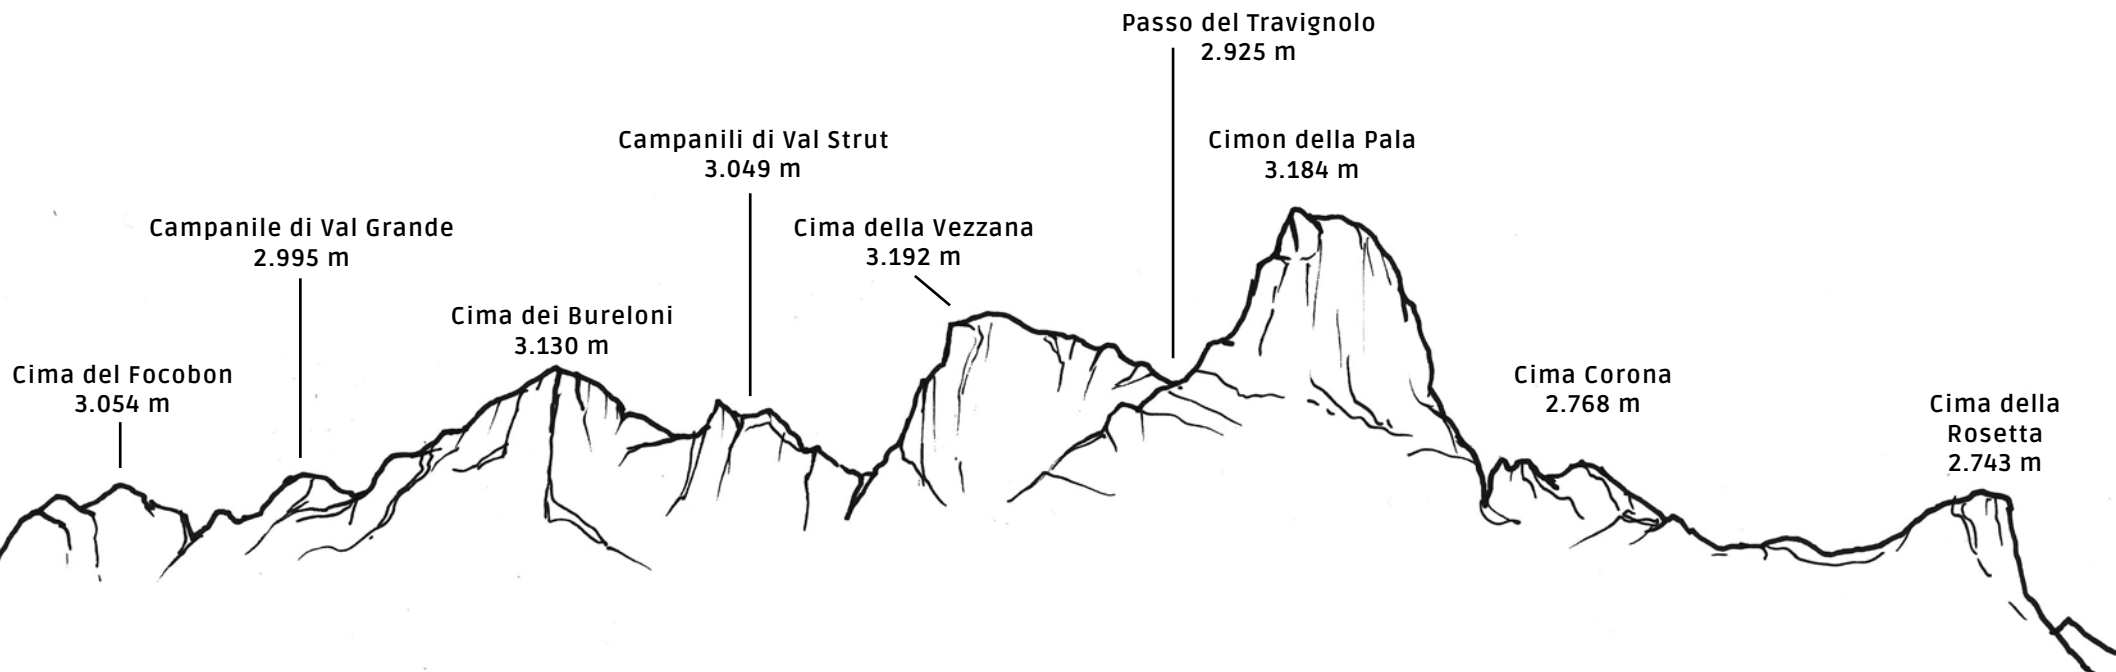 Passo del Travignolo
2.925 m
Campanili di Val Strut
3.049 m
Cimon della Pala
3.184 m
Campanile di Val Grande
2.995 m
Cima della Vezzana
3.192 m
Cima dei Bureloni
3.130 m
Cima del Focobon
3.054 m
Cima Corona
2.768 m
Cima della
Rosetta
2.743 m